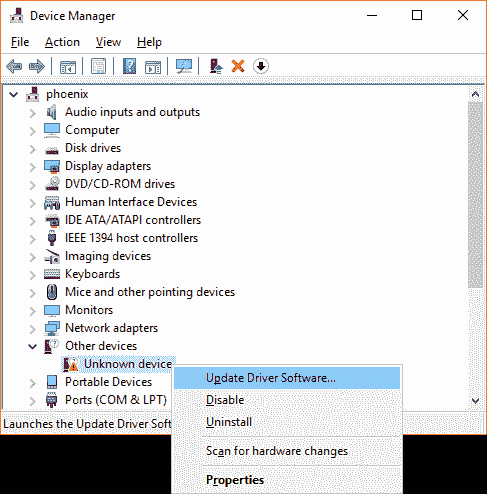 Device Manager
File Action View Help
phoenix
Audio inputs and outputs
Computer
Disk drives
Display adapters
DVD/CD-ROM drives
Human Interface Devices
IDE ATA/ATAPI controllers
IEEE 1394 host controllers
Imaging devices
Keyboards
Mice and other pointing devices
Monitors
Network adapters
Other devices
Unknown device
Update Driver Software...
Portable Devices
Disable
Ports (COM & LPT)
Launches the Update Driver Soft
Uninstall
Scan for hardware changes
Properties